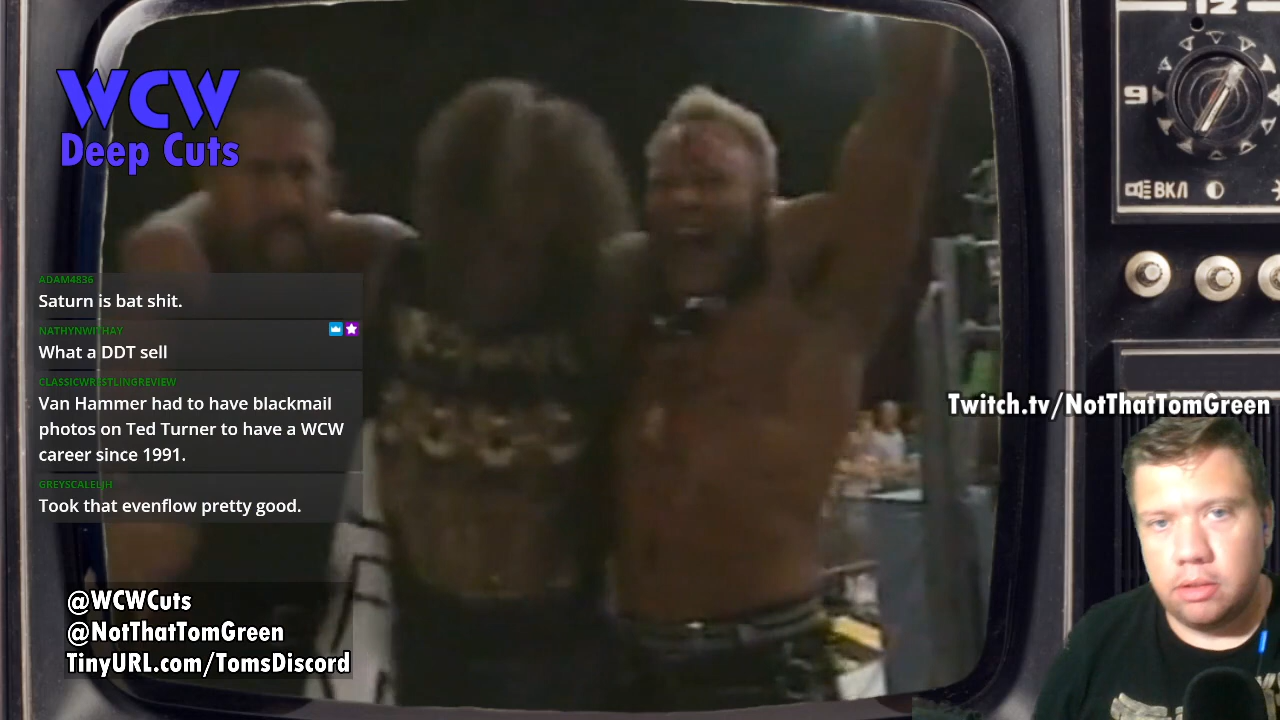 WCW
Deep Cuts
ADAM4836
Saturn is bat shit.
NATHYNWITHAY
What a DDT sell
CLASSICWRESTLINGREVIEW
Van Hammer had to have blackmail
photos on Ted Turner to have a WCW
career since 1991.
GREYSCALEIJH
Took that evenflow pretty good.
@WCWCuts
@NotThatTomGreen
TinyURL.com/TomsDiscord
12
9
ВКЛ
Twitch.tv/NotThatTomGreen